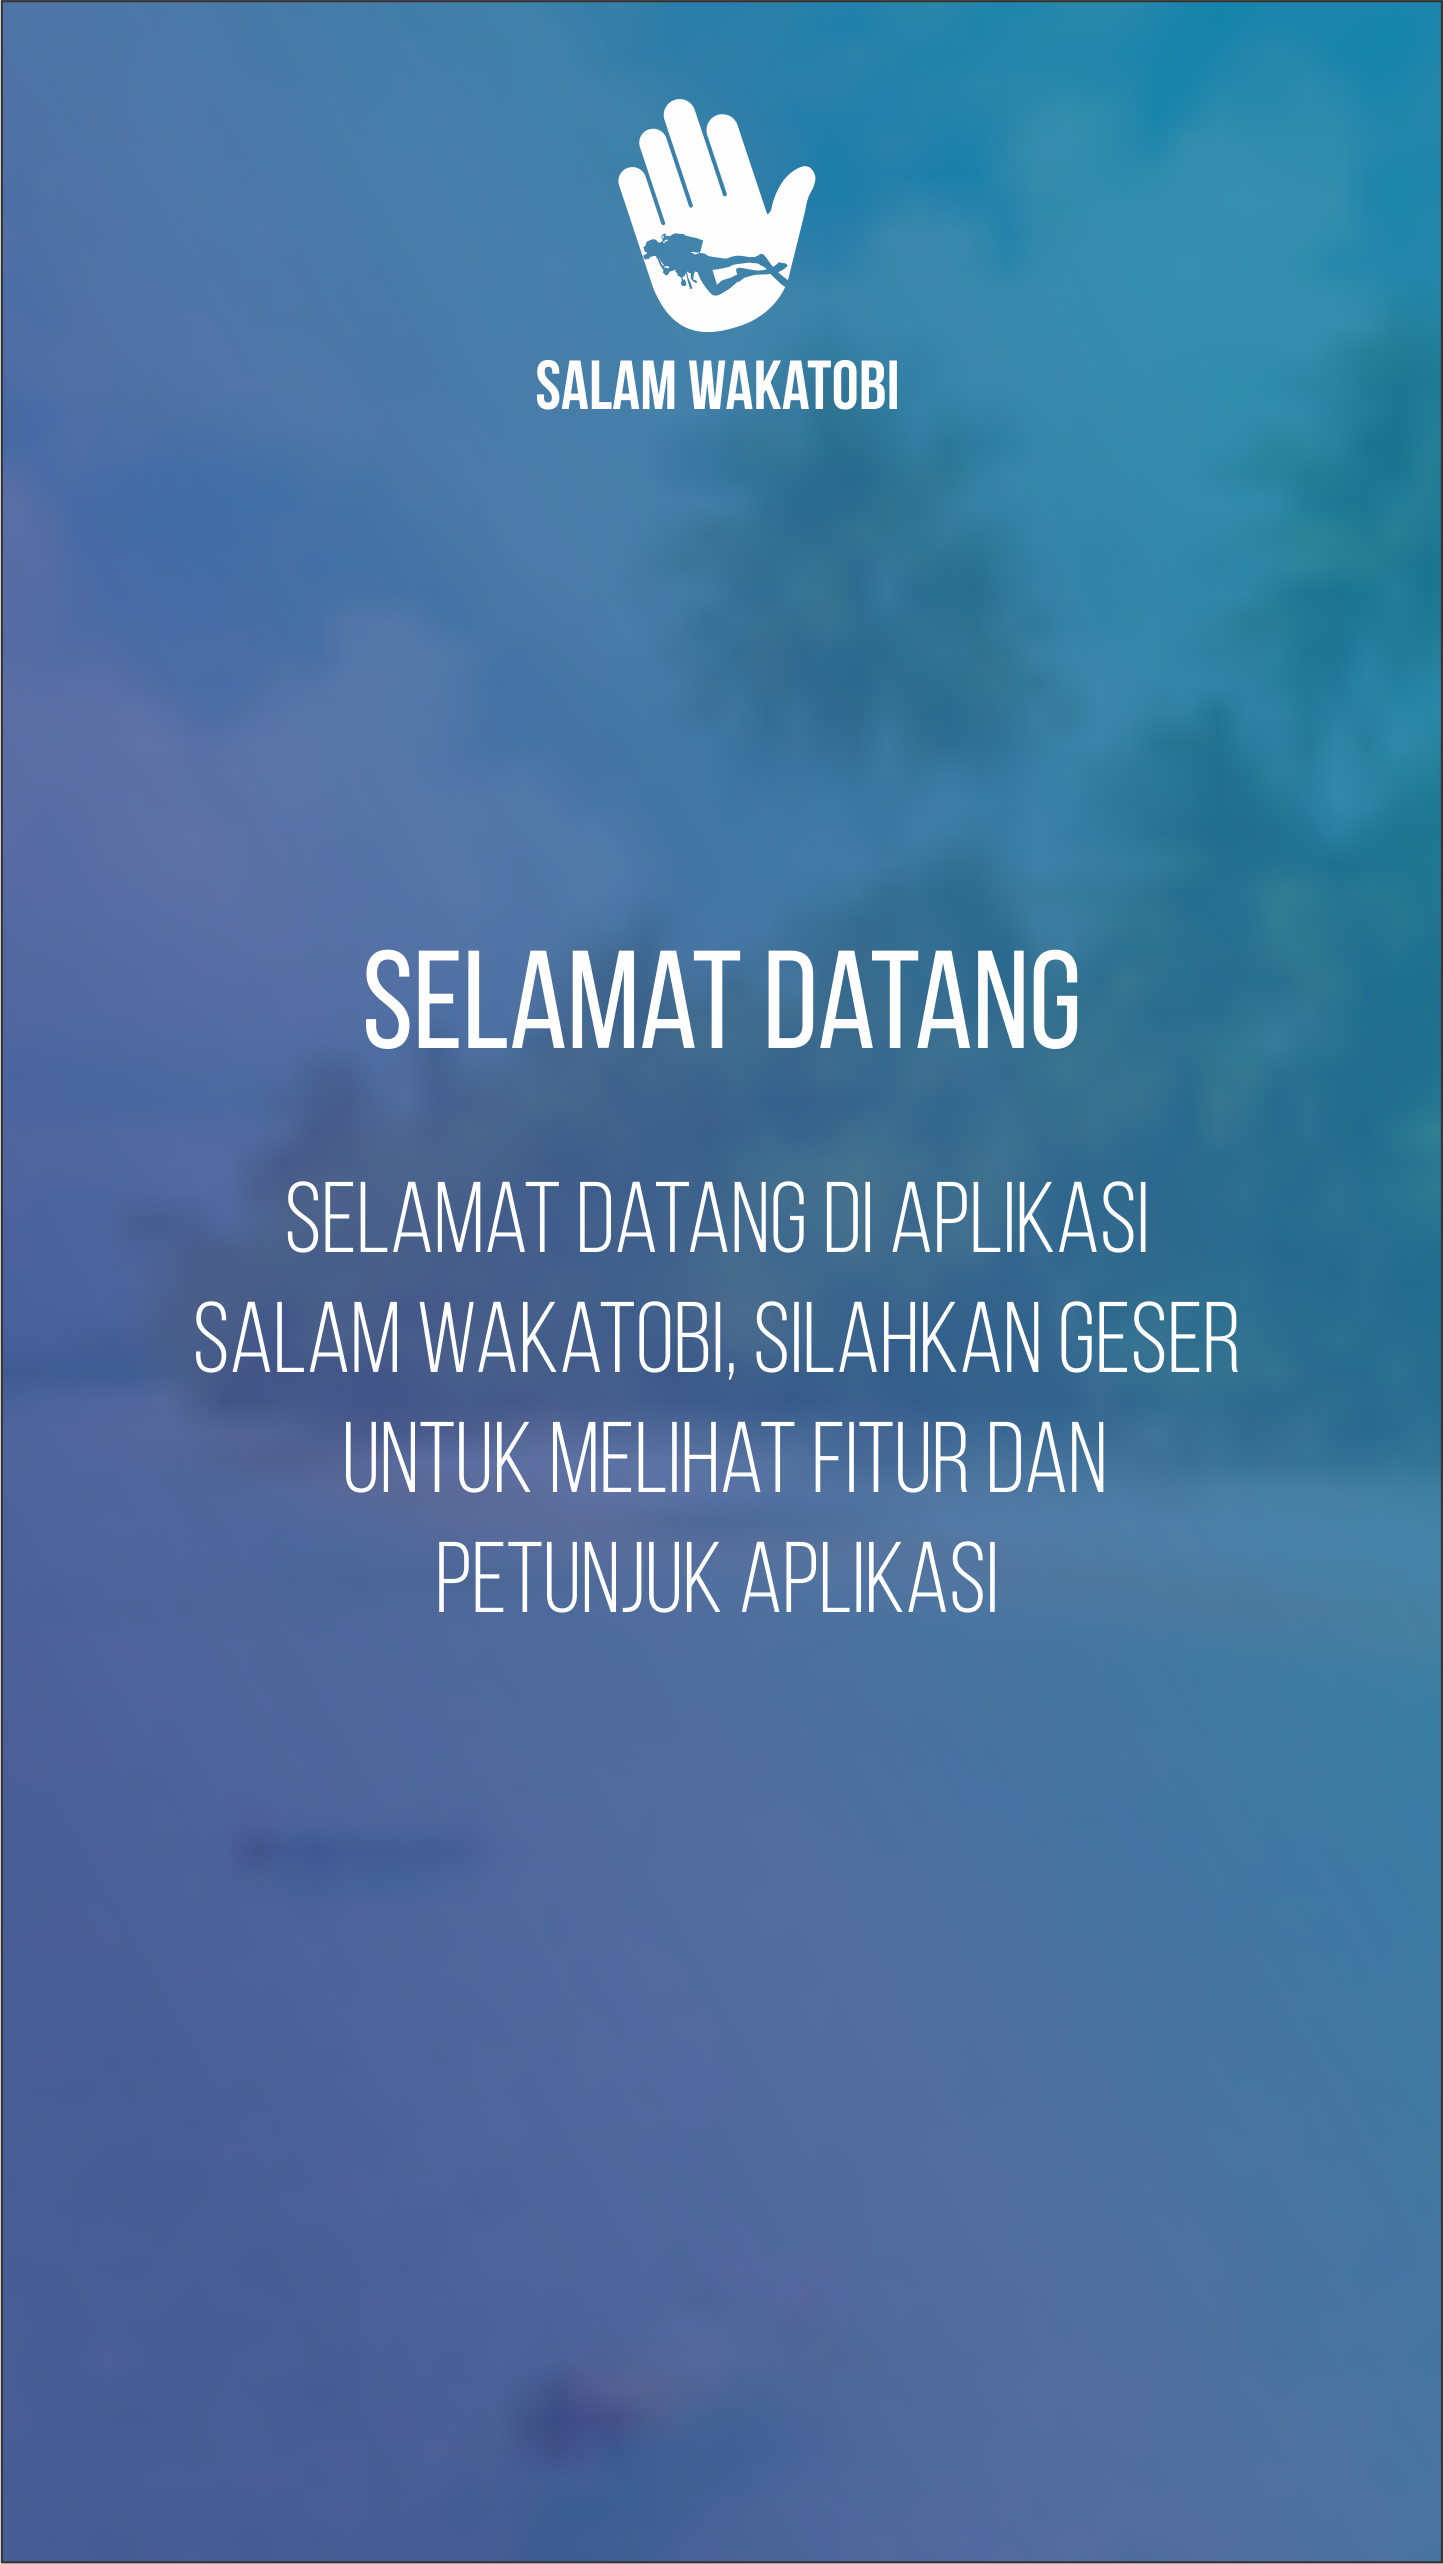 SALAM WAKATOBI
SELAMAT DATANG
SELAMAT DATANG DI APLIKASI
SALAM WAKATOBI, SILAHKAN GESER
UNTUK MELIHAT FITUR DAN
PETUNJUK APLIKASI